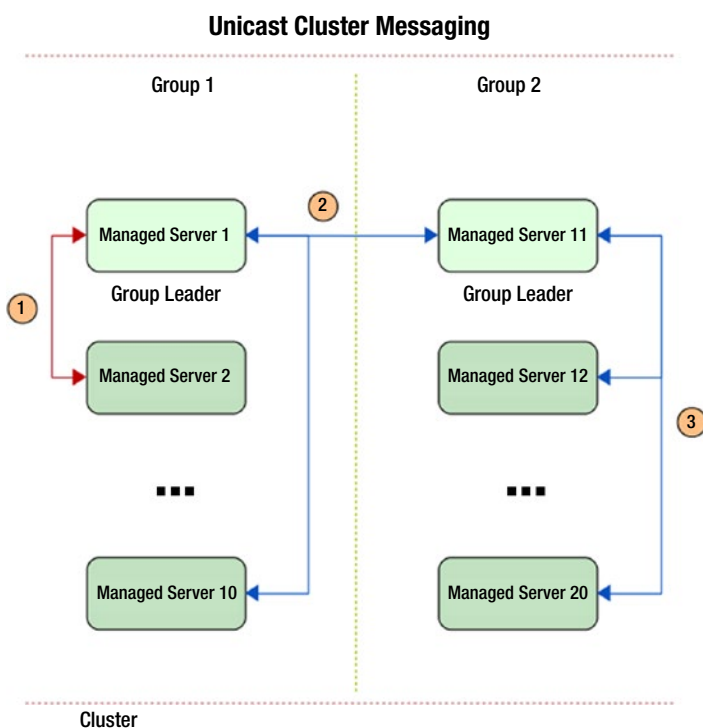 Unicast Cluster Messaging
Group 1
Group 2
2
Managed Server 1
Managed Server 11
Group Leader
Group Leader
1
Managed Server 2
Managed Server 12
3
Managed Server 10
Managed Server 20
Cluster